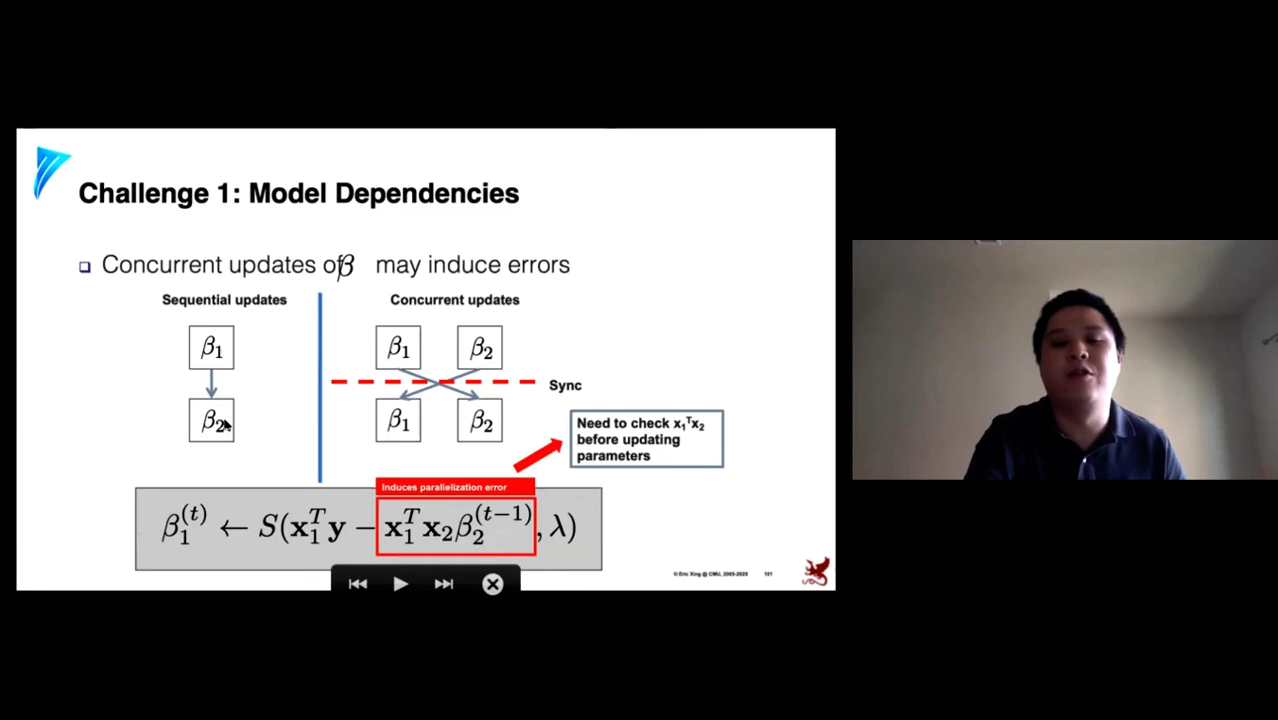 Challenge 1: Model Dependencies
Concurrent updates of β may induce errors
Sequential updates
Concurrent updates
β1
β1 β2
Sync
β2
β1 β2
Need to check x₁ᵀx₂
before updating
parameters
Induces parallelization error
β₁^(t) ← S(x₁ᵀy − x₁ᵀx₂β₂^(t−1), λ)
© Eric Xing @ CMU, 2005-2020
151